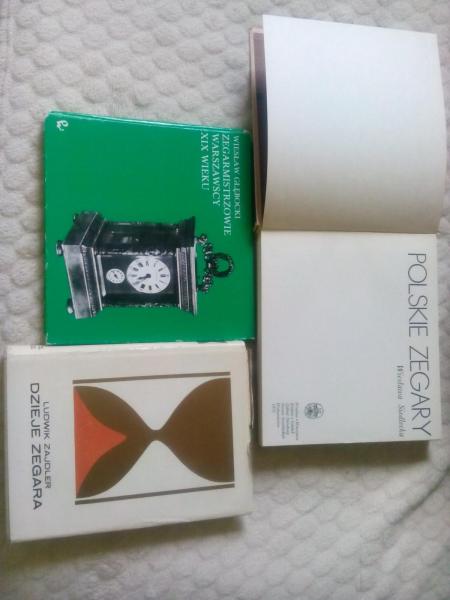 WIESŁAW GŁĘBOCKI
ZEGARMISTRZOWIE
WARSZAWSCY
XIX WIEKU
POLSKIE ZEGARY
Wiesława Siedlecka
LUDWIK ZAJDLER
DZIEJE ZEGARA